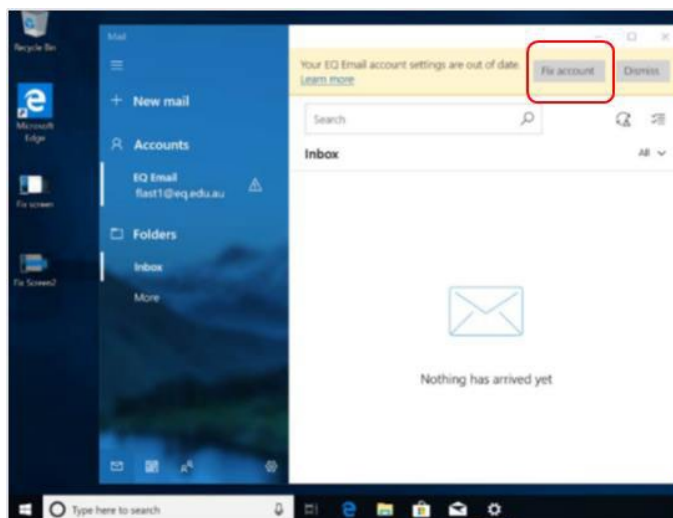 Recycle Bin
Microsoft
Edge
Fix screen
Fix Screen2
Mail
+ New mail
Accounts
EQ Email
flast1@eq.edu.au
Folders
Inbox
More
Your EQ Email account settings are out of date.
Learn more
Fix account
Dismiss
Search
Inbox
All
Nothing has arrived yet
Type here to search